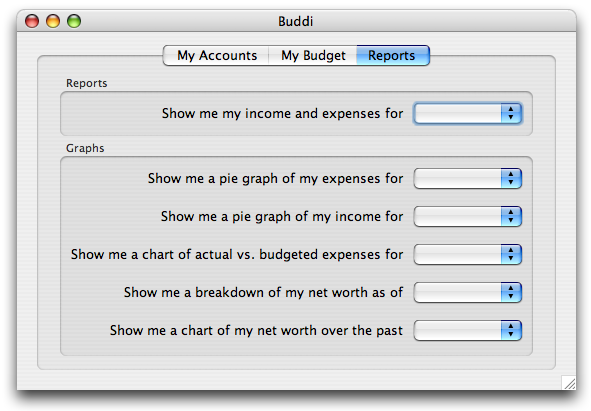 Buddi
My Accounts My Budget Reports
Reports
Show me my income and expenses for
Graphs
Show me a pie graph of my expenses for
Show me a pie graph of my income for
Show me a chart of actual vs. budgeted expenses for
Show me a breakdown of my net worth as of
Show me a chart of my net worth over the past